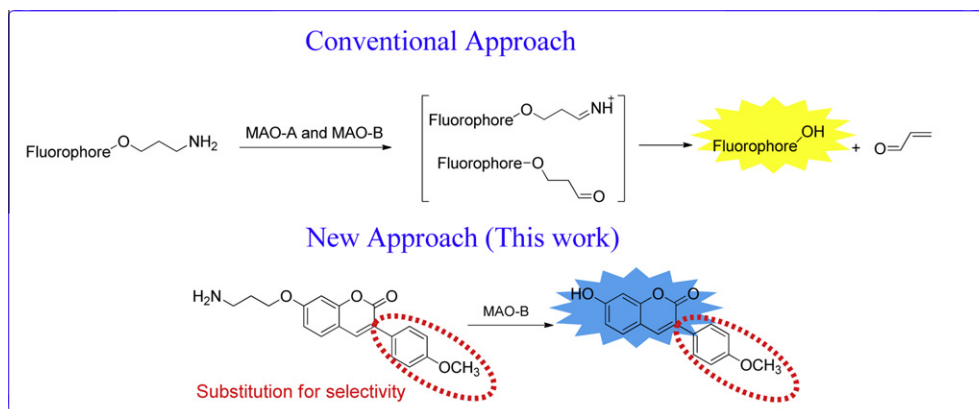 Conventional Approach
Fluorophore O NH2
MAO-A and MAO-B
Fluorophore O NH +
Fluorophore O O
Fluorophore OH
+ O
New Approach (This work)
H2N O O O OCH3
MAO-B
HO O O OCH3
Substitution for selectivity